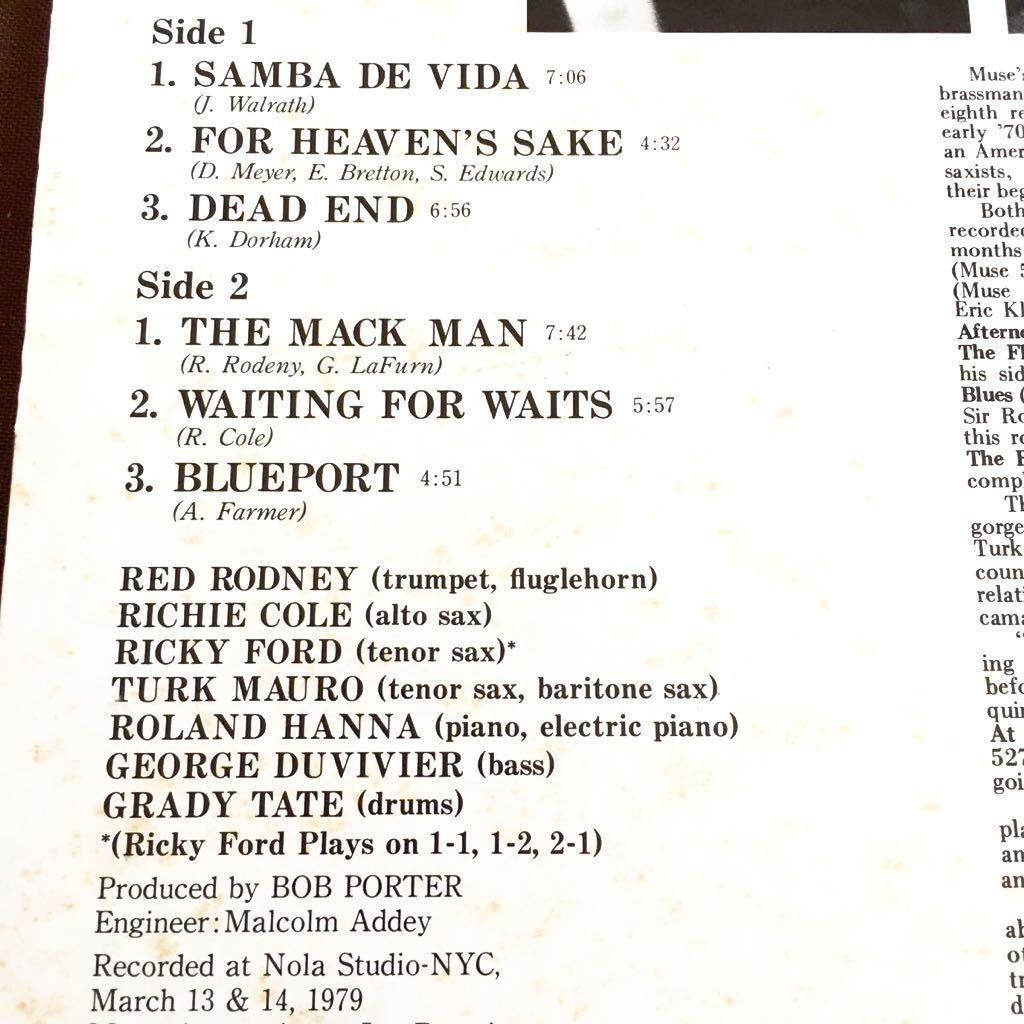 Side 1
1. SAMBA DE VIDA 7:06
(J. Walrath)
2. FOR HEAVEN'S SAKE 4:32
(D. Meyer, E. Bretton, S. Edwards)
3. DEAD END 6:56
(K. Dorham)
Side 2
1. THE MACK MAN 7:42
(R. Rodeny, G. LaFurn)
2. WAITING FOR WAITS 5:57
(R. Cole)
3. BLUEPORT 4:51
(A. Farmer)
RED RODNEY (trumpet, fluglehorn)
RICHIE COLE (alto sax)
RICKY FORD (tenor sax)*
TURK MAURO (tenor sax, baritone sax)
ROLAND HANNA (piano, electric piano)
GEORGE DUVIVIER (bass)
GRADY TATE (drums)
*(Ricky Ford Plays on 1-1, 1-2, 2-1)
Produced by BOB PORTER
Engineer: Malcolm Addey
Recorded at Nola Studio-NYC,
March 13 & 14, 1979
Muse's
brassman
eighth re
early '70
an Amer
saxists,
their beg
Both
recorded
months
(Muse 5
(Muse
Eric Kl
Afterno
The Fl
his sid
Blues (
Sir Ro
this ro
The B
compl
Th
gorge
Turk
coun
relati
cama
"
ing
befo
quin
At
527
goi
pla
an
an
ab
ot
tr
d